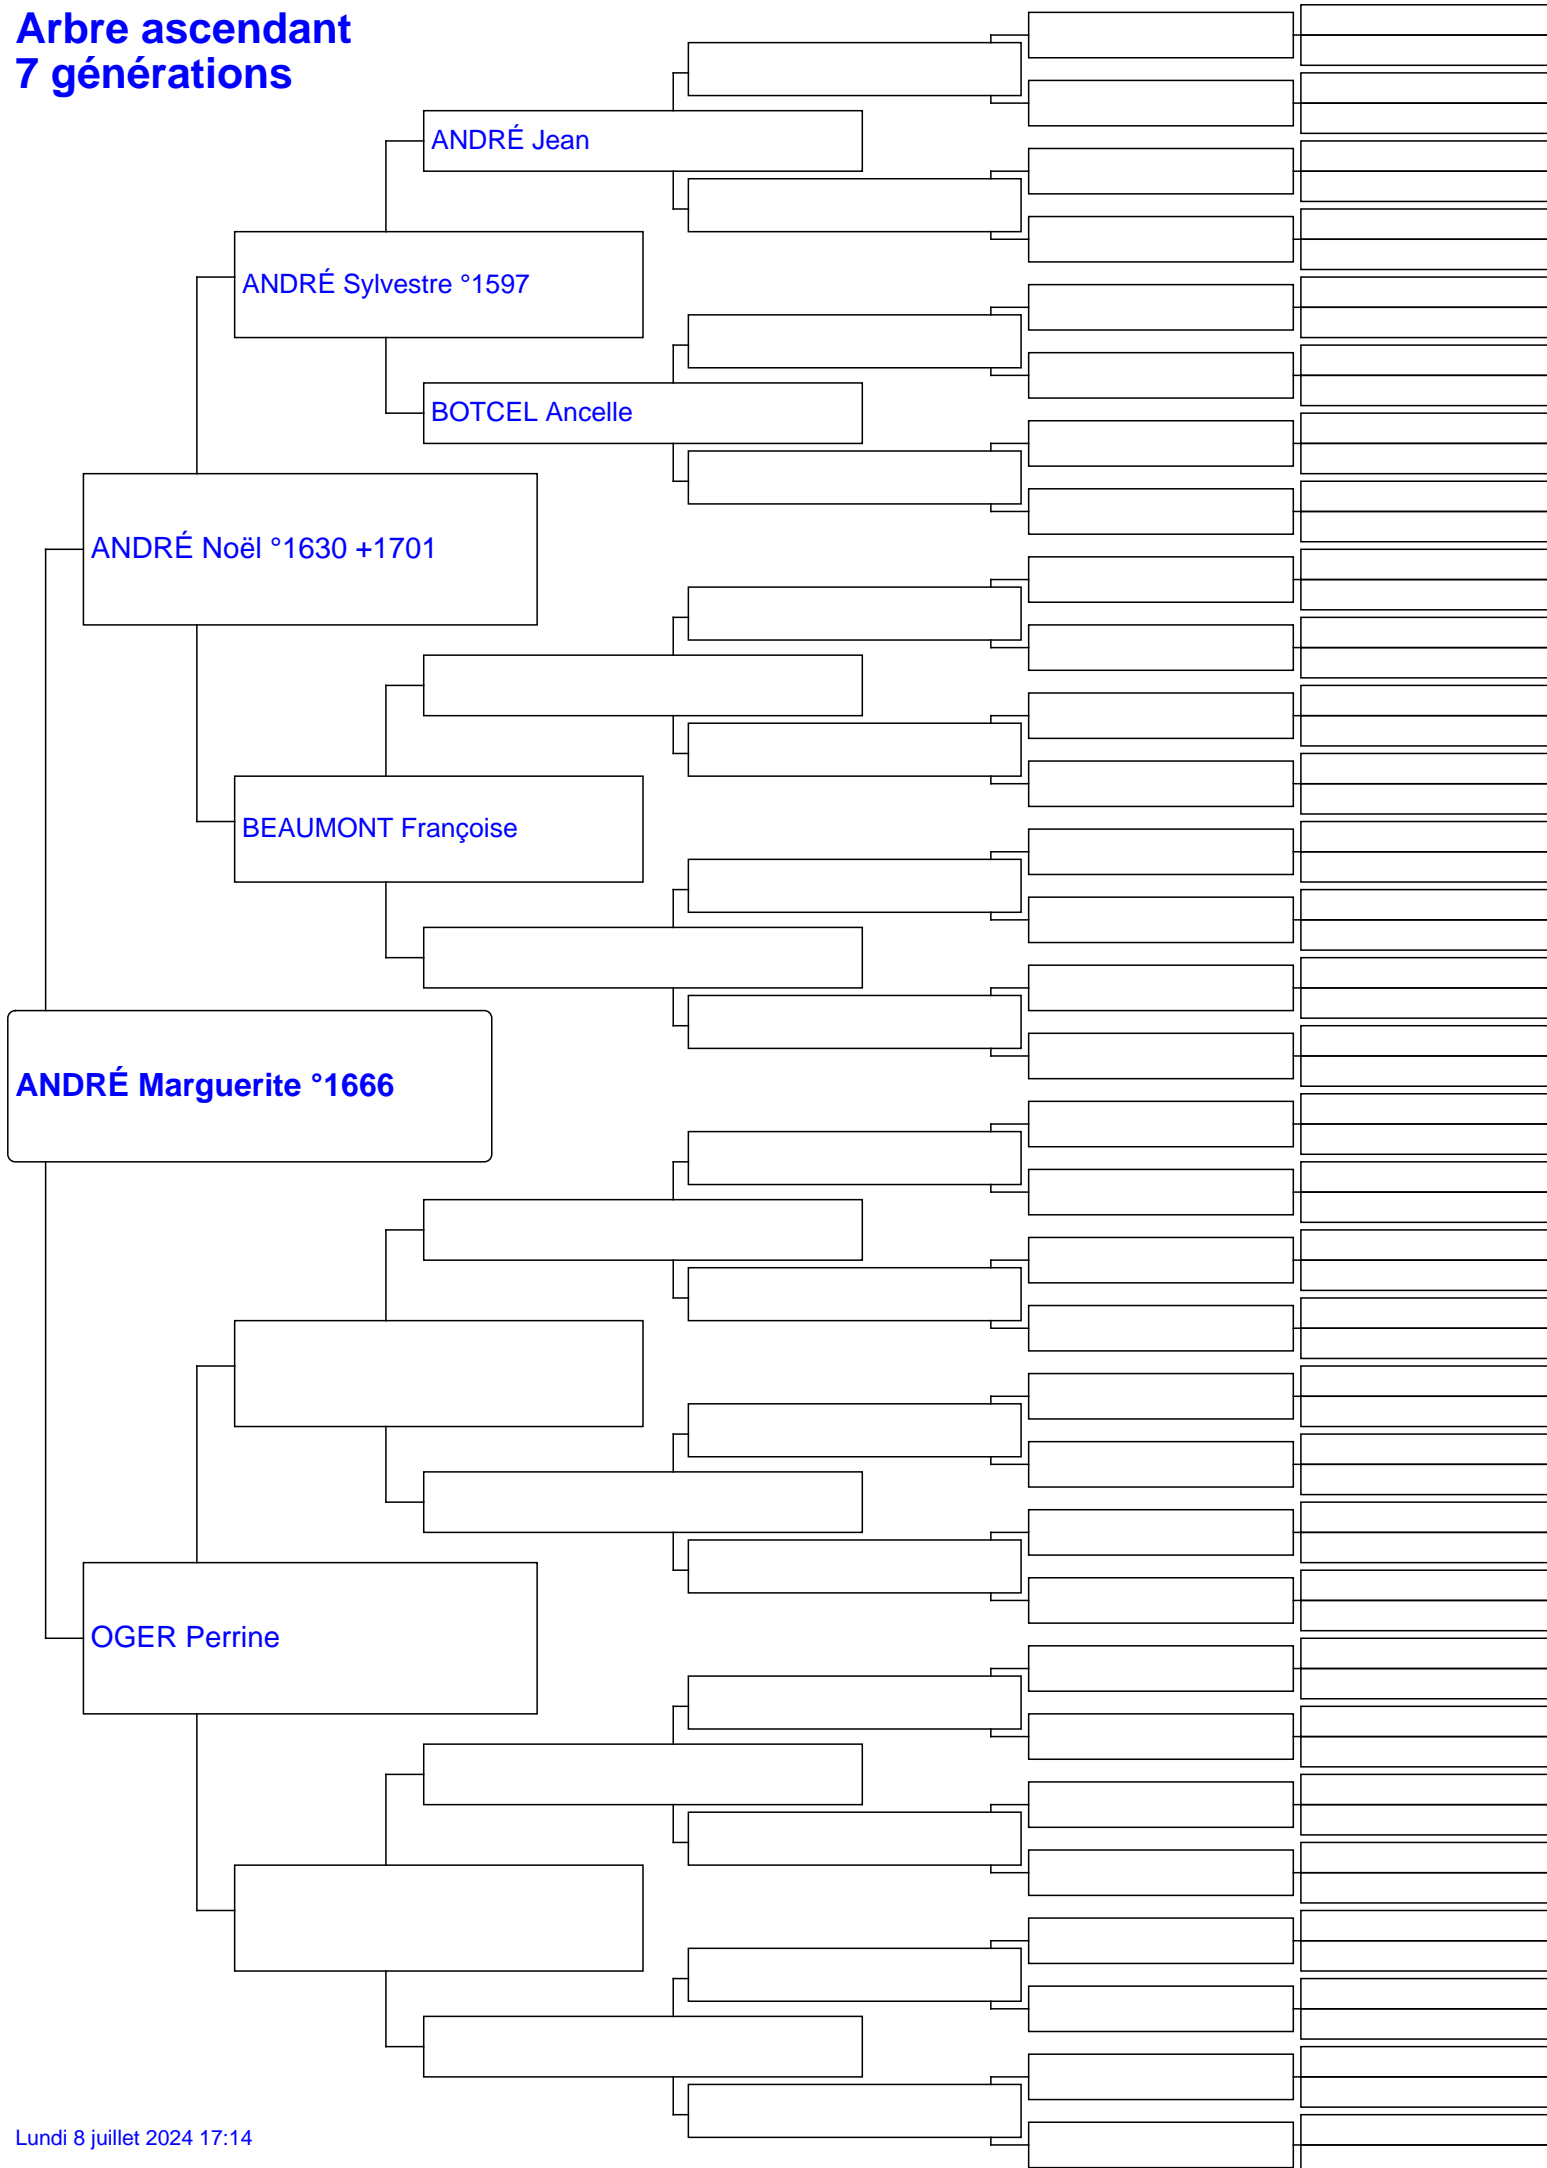 Arbre ascendant
7 générations
ANDRÉ Jean
ANDRÉ Sylvestre °1597
BOTCEL Ancelle
ANDRÉ Noël °1630 +1701
BEAUMONT Françoise
ANDRÉ Marguerite °1666
OGER Perrine
Lundi 8 juillet 2024 17:14